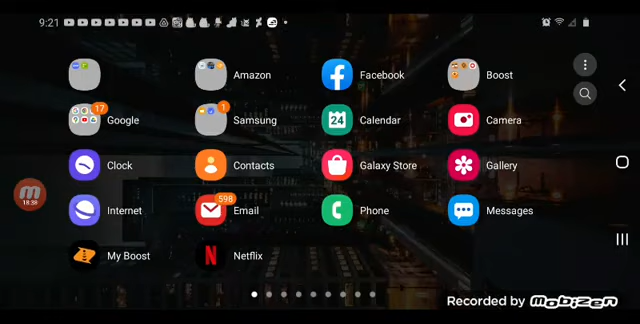 9:21
Amazon
Facebook
Boost
17
Google
1
Samsung
24
Calendar
Camera
Clock
Contacts
Galaxy Store
Gallery
18:38
Internet
598
Email
Phone
Messages
My Boost
N
Netflix
Recorded by Mobizen